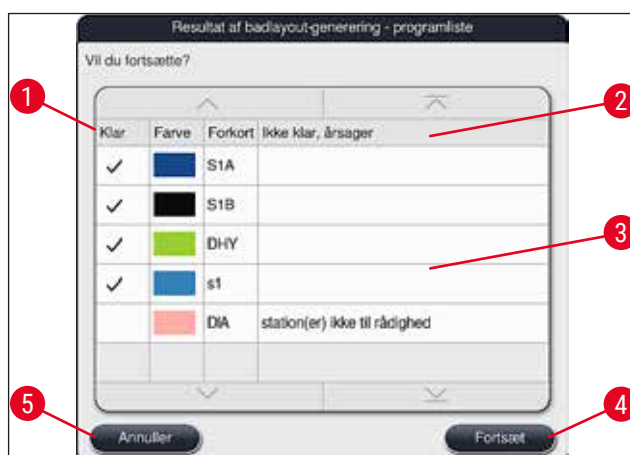 Resultat af badlayout-generering - programliste
Vil du fortsætte?
1
2
Klar Farve Forkort Ikke klar, årsager
S1A
S1B
DHY
3
s1
DIA station(er) ikke til rådighed
5
4
Annuller Fortsæt